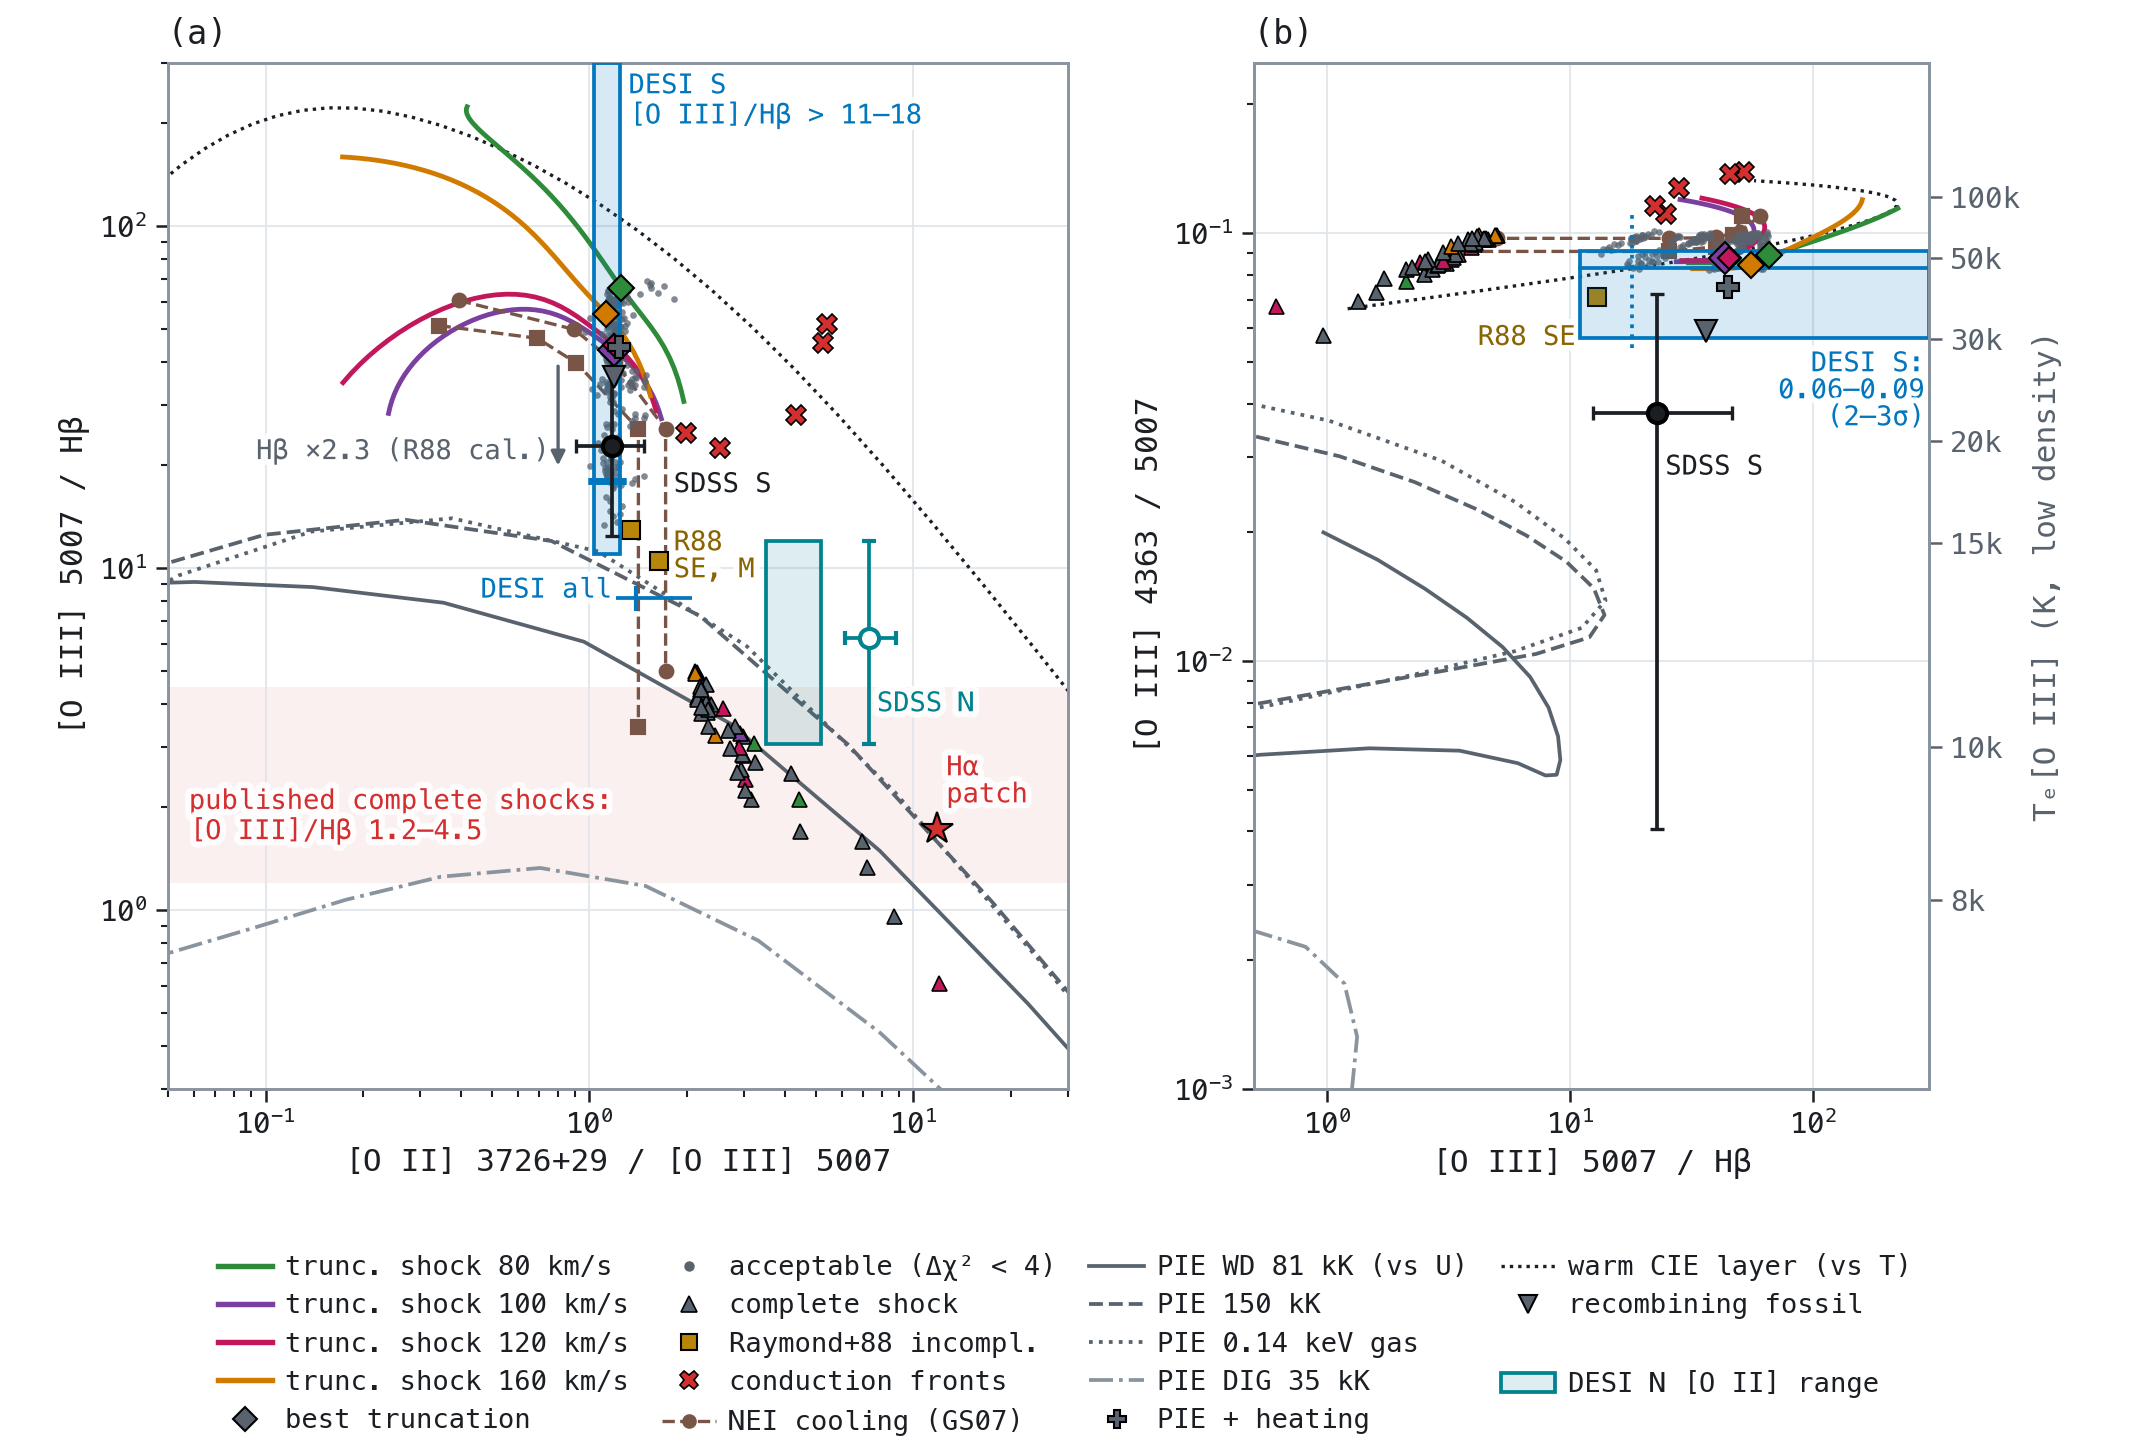 (a)
(b)
DESI S
[O III]/Hβ > 11–18
Hβ ×2.3 (R88 cal.)
SDSS S
R88
SE, M
DESI all
SDSS N
Hα
patch
published complete shocks:
[O III]/Hβ 1.2–4.5
10²
10¹
10⁰
10⁻¹
10⁰
10¹
[O III] 5007 / Hβ
[O II] 3726+29 / [O III] 5007
R88 SE
DESI S:
0.06–0.09
(2–3σ)
SDSS S
10⁻¹
10⁻²
10⁻³
10⁰
10¹
10²
[O III] 4363 / 5007
[O III] 5007 / Hβ
100k
50k
30k
20k
15k
10k
8k
Tₑ[O III] (K, low density)
trunc. shock 80 km/s
trunc. shock 100 km/s
trunc. shock 120 km/s
trunc. shock 160 km/s
best truncation
acceptable (Δχ² < 4)
complete shock
Raymond+88 incompl.
conduction fronts
NEI cooling (GS07)
PIE WD 81 kK (vs U)
PIE 150 kK
PIE 0.14 keV gas
PIE DIG 35 kK
PIE + heating
warm CIE layer (vs T)
recombining fossil
DESI N [O II] range